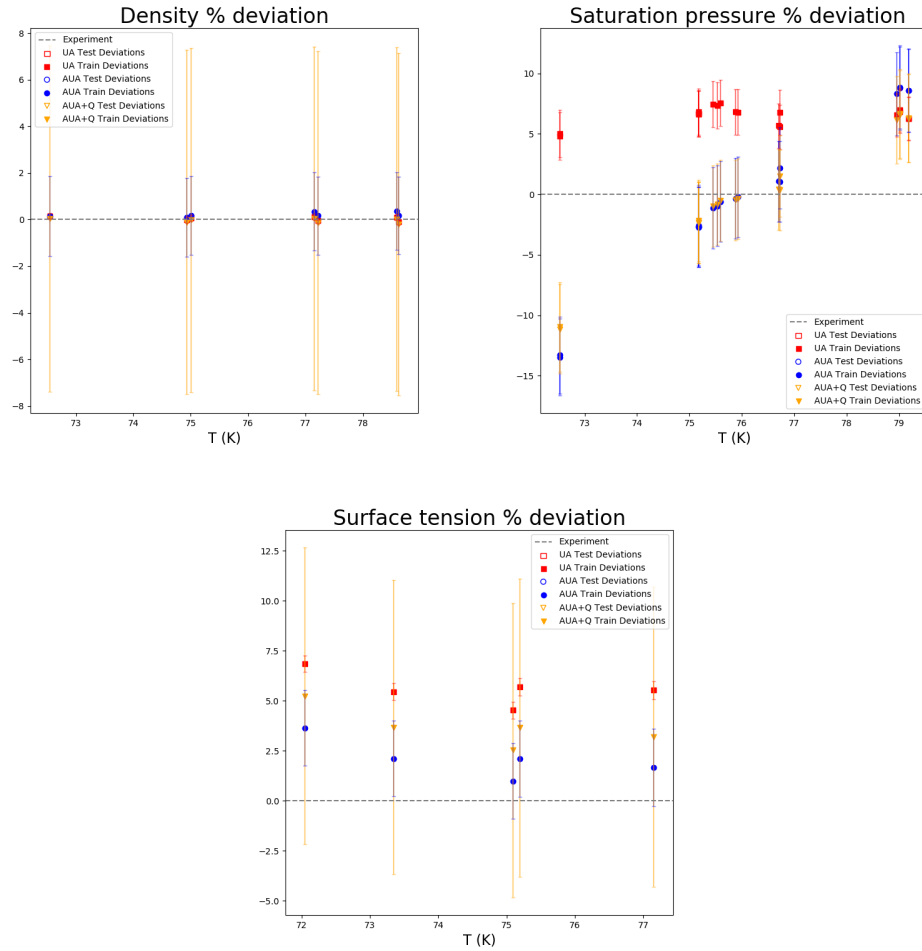 Density % deviation
8
6
4
2
0
−2
−4
−6
−8
Experiment
UA Test Deviations
UA Train Deviations
AUA Test Deviations
AUA Train Deviations
AUA+Q Test Deviations
AUA+Q Train Deviations
73 74 75 76 77 78
T (K)
Saturation pressure % deviation
10
5
0
−5
−10
−15
Experiment
UA Test Deviations
UA Train Deviations
AUA Test Deviations
AUA Train Deviations
AUA+Q Test Deviations
AUA+Q Train Deviations
73 74 75 76 77 78 79
T (K)
Surface tension % deviation
12.5
10.0
7.5
5.0
2.5
0.0
−2.5
−5.0
Experiment
UA Test Deviations
UA Train Deviations
AUA Test Deviations
AUA Train Deviations
AUA+Q Test Deviations
AUA+Q Train Deviations
72 73 74 75 76 77
T (K)